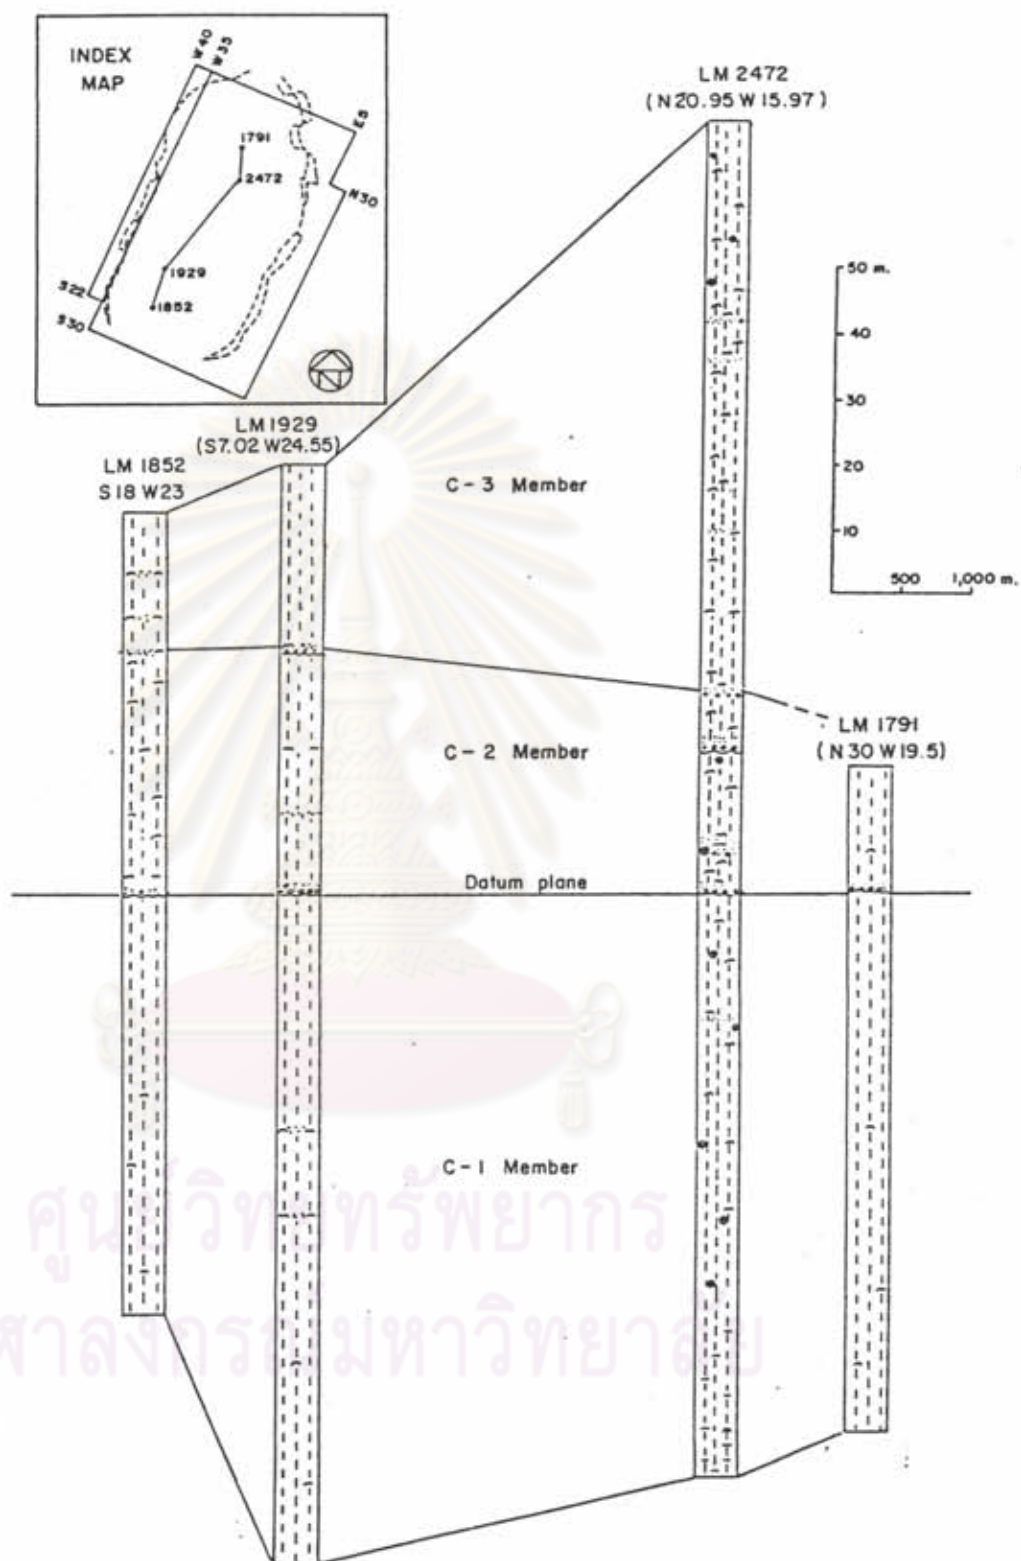 INDEX
MAP
W40
W35
E5
N30
1791
2472
1929
1852
S22
S30
N
LM 2472
(N20.95 W 15.97)
50 m.
40
30
20
10
500 1,000 m.
LM 1929
(S7.02 W24.55)
LM 1852
S18 W23
C-3 Member
C-2 Member
LM 1791
(N30 W19.5)
Datum plane
C-1 Member
ศูนย์วิทยทรัพยากร
จุฬาลงกรณ์มหาวิทยาลัย